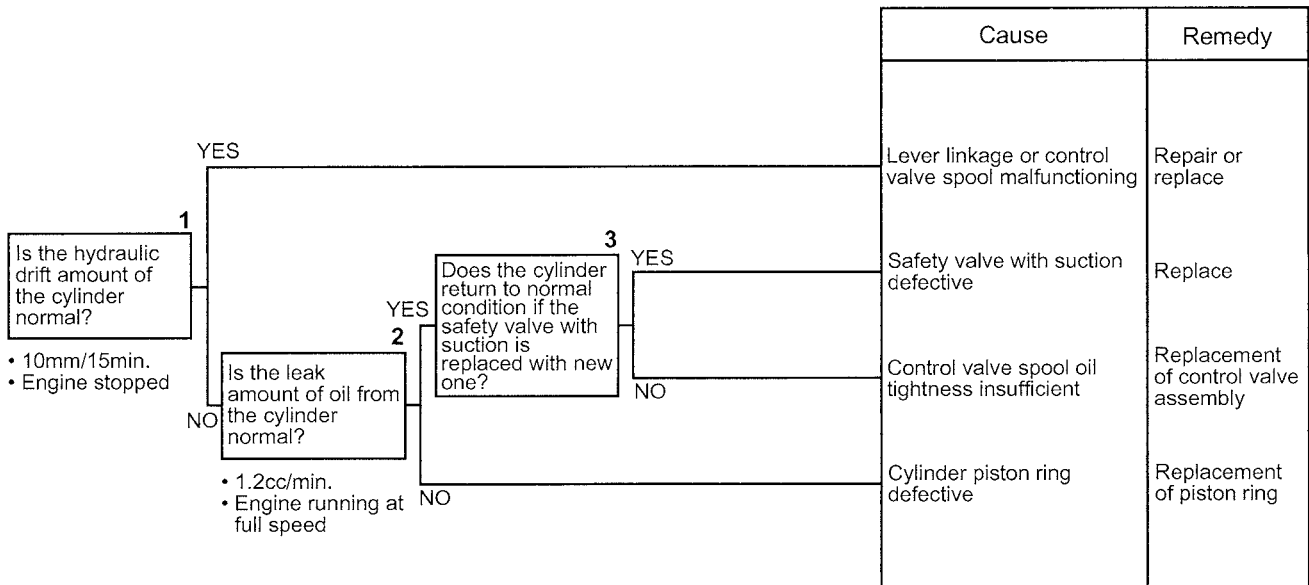 Cause
Remedy
YES
Lever linkage or control
valve spool malfunctioning
Repair or
replace
1
Is the hydraulic
drift amount of
the cylinder
normal?
• 10mm/15min.
• Engine stopped
NO
2
Is the leak
amount of oil from
the cylinder
normal?
• 1.2cc/min.
• Engine running at
full speed
YES
3
Does the cylinder
return to normal
condition if the
safety valve with
suction is
replaced with new
one?
YES
Safety valve with suction
defective
Replace
NO
Control valve spool oil
tightness insufficient
Replacement
of control valve
assembly
NO
Cylinder piston ring
defective
Replacement
of piston ring